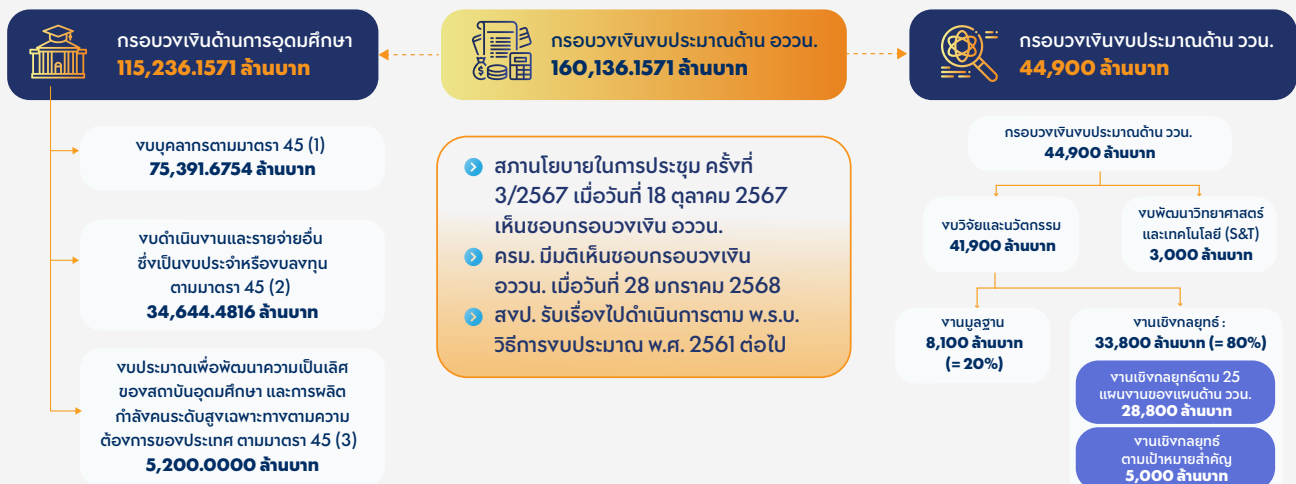 กรอบวงเงินด้านการอุดมศึกษา
115,236.1571 ล้านบาท
กรอบวงเงินงบประมาณด้าน ววน.
44,900 ล้านบาท
กรอบวงเงินงบประมาณด้าน อววน.
160,136.1571 ล้านบาท
งบบุคลากรตามมาตรา 45 (1)
75,391.6754 ล้านบาท
งบดำเนินงานและรายจ่ายอื่น
ซึ่งเป็นงบประจำหรืองบลงทุน
ตามมาตรา 45 (2)
34,644.4816 ล้านบาท
งบประมาณเพื่อพัฒนาความเป็นเลิศ
ของสถาบันอุดมศึกษา และการผลิต
กำลังคนระดับสูงเฉพาะทางตามความ
ต้องการของประเทศ ตามมาตรา 45 (3)
5,200.0000 ล้านบาท
สภานโยบายในการประชุม ครั้งที่
3/2567 เมื่อวันที่ 18 ตุลาคม 2567
เห็นชอบกรอบวงเงิน อววน.
ครม. มีมติเห็นชอบกรอบวงเงิน
อววน. เมื่อวันที่ 28 มกราคม 2568
สงป. รับเรื่องไปดำเนินการตาม พ.ร.บ.
วิธีการงบประมาณ พ.ศ. 2561 ต่อไป
กรอบวงเงินงบประมาณด้าน ววน.
44,900 ล้านบาท
งบวิจัยและนวัตกรรม
41,900 ล้านบาท
งบพัฒนาวิทยาศาสตร์
และเทคโนโลยี (S&T)
3,000 ล้านบาท
งานมูลฐาน
8,100 ล้านบาท
(= 20%)
งานเชิงกลยุทธ์ :
33,800 ล้านบาท (= 80%)
งานเชิงกลยุทธ์ตาม 25
แผนงานของแผนด้าน ววน.
28,800 ล้านบาท
งานเชิงกลยุทธ์
ตามเป้าหมายสำคัญ
5,000 ล้านบาท